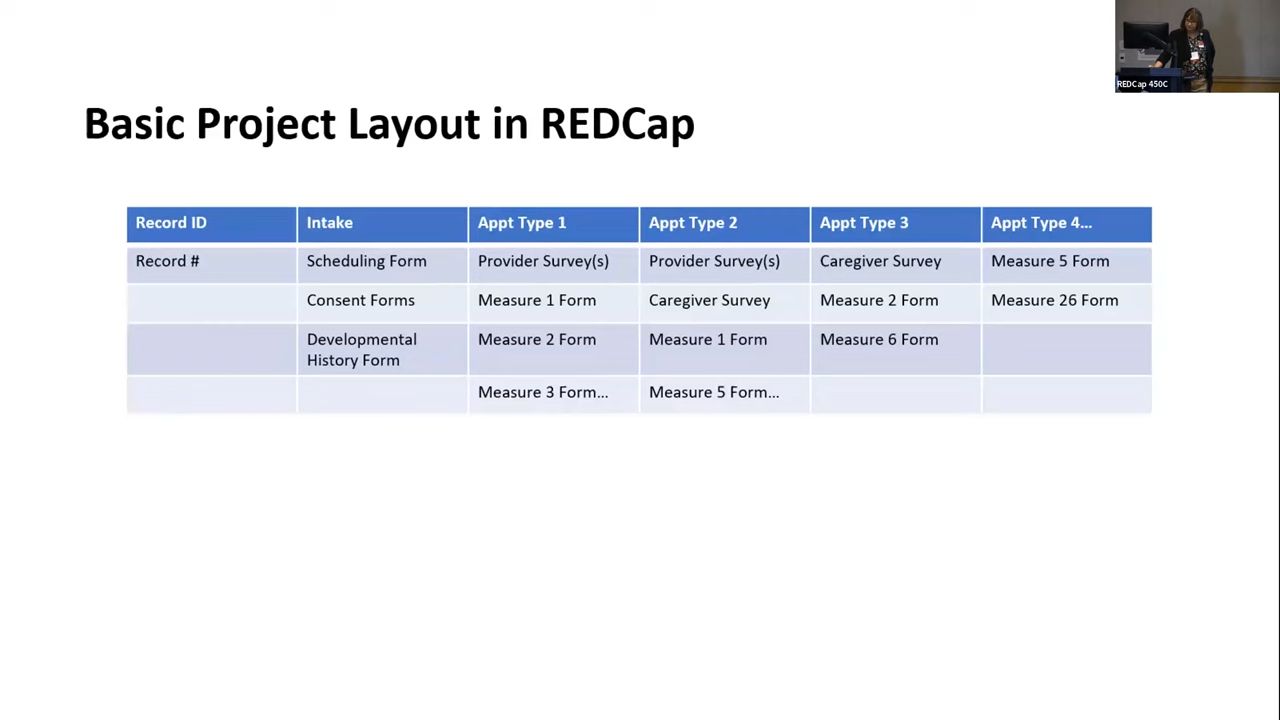 REDCap 450C
Basic Project Layout in REDCap
Record ID Intake Appt Type 1 Appt Type 2 Appt Type 3 Appt Type 4...
Record # Scheduling Form Provider Survey(s) Provider Survey(s) Caregiver Survey Measure 5 Form
Consent Forms Measure 1 Form Caregiver Survey Measure 2 Form Measure 26 Form
Developmental Measure 2 Form Measure 1 Form Measure 6 Form
History Form
Measure 3 Form... Measure 5 Form...